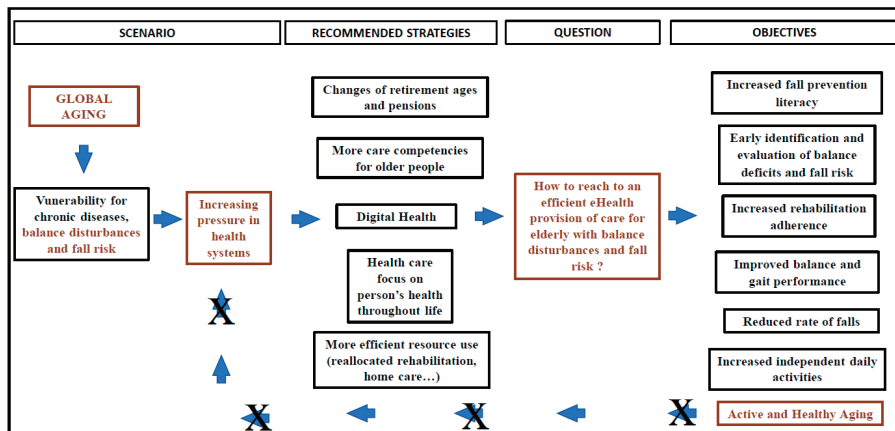 SCENARIO
RECOMMENDED STRATEGIES
QUESTION
OBJECTIVES
GLOBAL
AGING
Vunerability for
chronic diseases,
balance disturbances
and fall risk
Increasing
pressure in
health
systems
Changes of retirement ages
and pensions
More care competencies
for older people
Digital Health
Health care
focus on
person's health
throughout life
More efficient resource use
(reallocated rehabilitation,
home care…)
How to reach to an
efficient eHealth
provision of care for
elderly with balance
disturbances and fall
risk ?
Increased fall prevention
literacy
Early identification and
evaluation of balance
deficits and fall risk
Increased rehabilitation
adherence
Improved balance and
gait performance
Reduced rate of falls
Increased independent daily
activities
Active and Healthy Aging
X
X
X
X